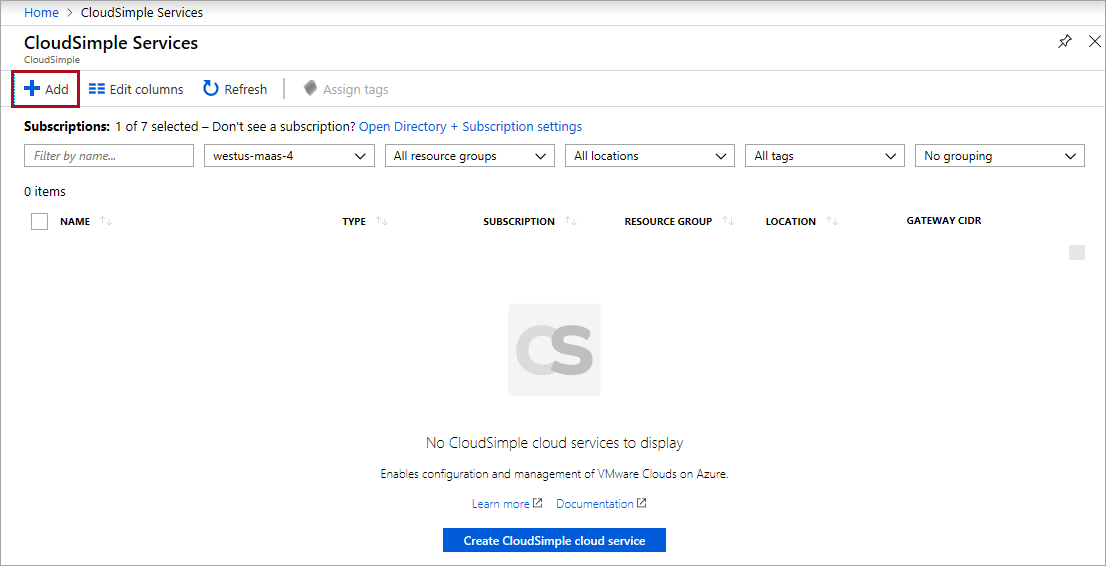 Home > CloudSimple Services
CloudSimple Services
CloudSimple
Add Edit columns Refresh Assign tags
Subscriptions: 1 of 7 selected – Don't see a subscription? Open Directory + Subscription settings
Filter by name... westus-maas-4 All resource groups All locations All tags No grouping
0 items
NAME TYPE SUBSCRIPTION RESOURCE GROUP LOCATION GATEWAY CIDR
CS
No CloudSimple cloud services to display
Enables configuration and management of VMware Clouds on Azure.
Learn more Documentation
Create CloudSimple cloud service